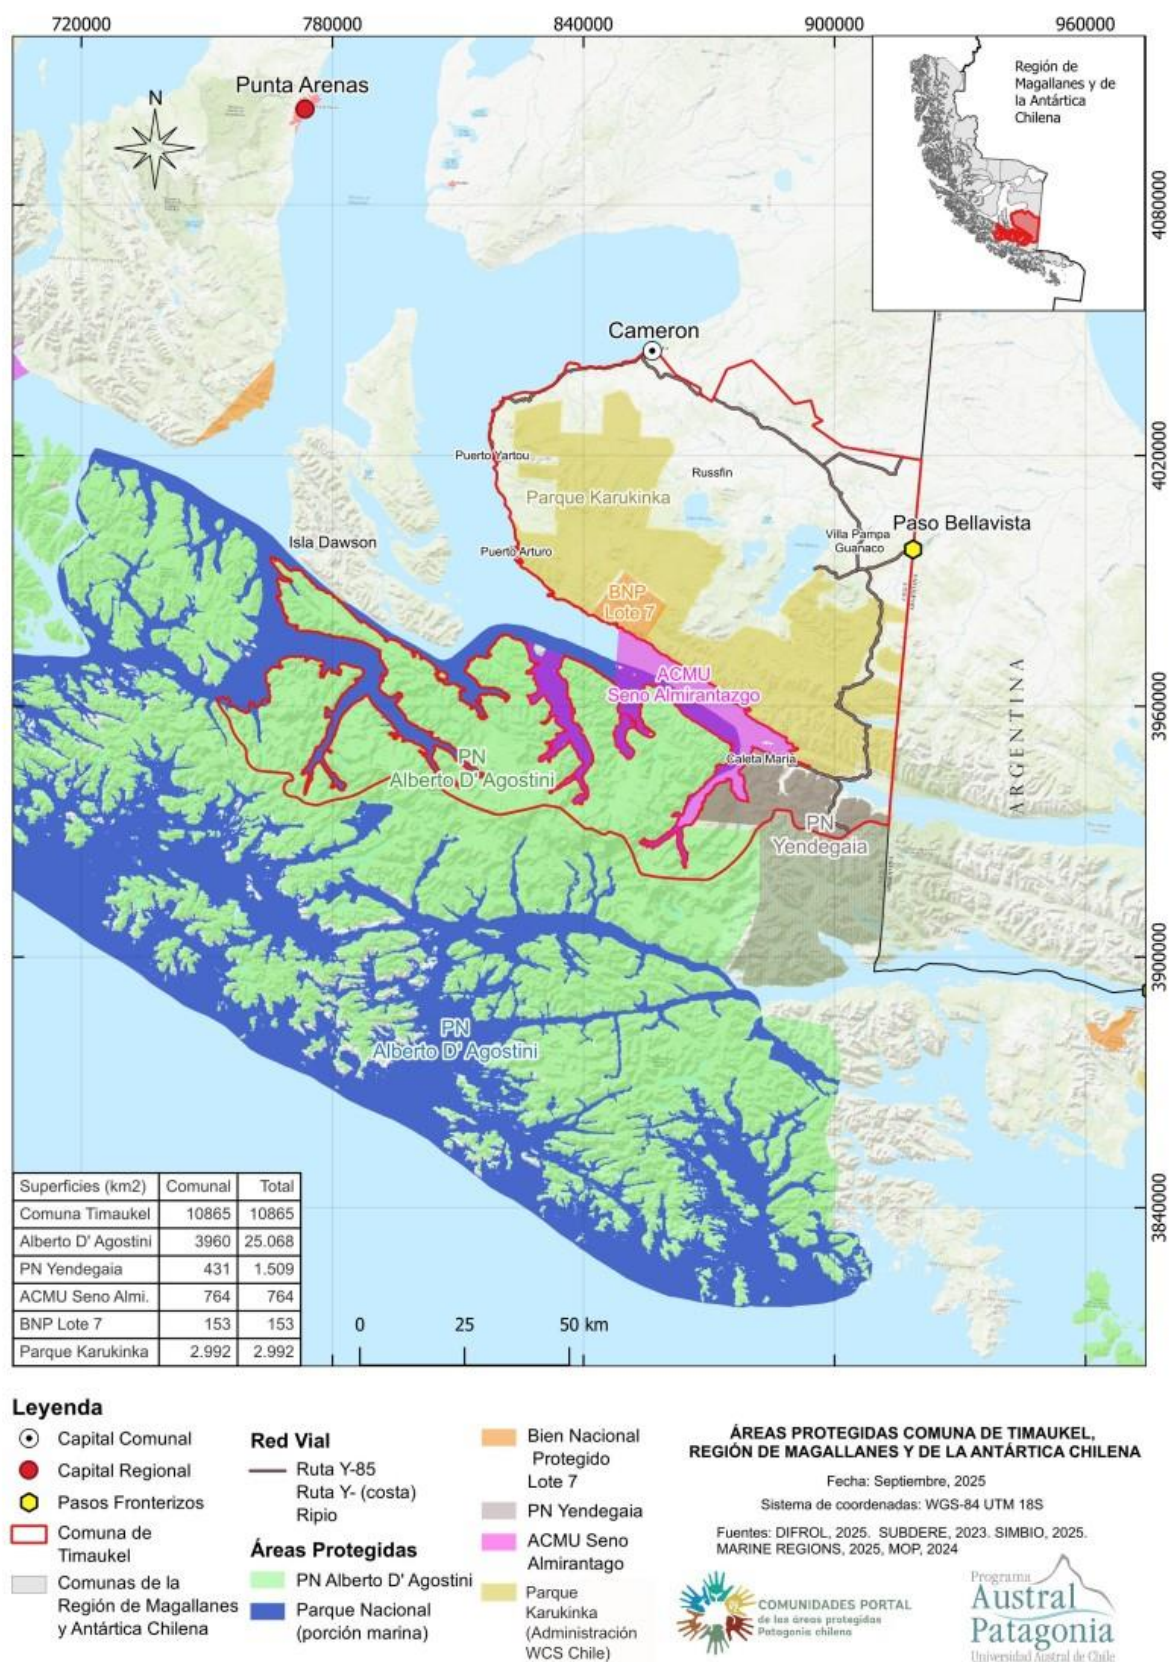 720000 780000 840000 900000 960000
Punta Arenas
N
Región de
Magallanes y de
la Antártica
Chilena
4080000
Cameron
4020000
Puerto Yartou
Russfin
Parque Karukinka
Paso Bellavista
Villa Pampa
Guanaco
Isla Dawson
Puerto Arturo
BNP
Lote 7
ACMU
Seno Almirantazgo
3960000
ARGENTINA
PN
Alberto D' Agostini
Caleta María
PN
Yendegaia
3900000
PN
Alberto D' Agostini
3840000
Superficies (km2) Comunal Total
Comuna Timaukel 10865 10865
Alberto D' Agostini 3960 25.068
PN Yendegaia 431 1.509
ACMU Seno Almi. 764 764
BNP Lote 7 153 153
Parque Karukinka 2.992 2.992
0 25 50 km
Leyenda
Capital Comunal
Capital Regional
Pasos Fronterizos
Comuna de
Timaukel
Comunas de la
Región de Magallanes
y Antártica Chilena
Red Vial
Ruta Y-85
Ruta Y- (costa)
Ripio
Áreas Protegidas
PN Alberto D' Agostini
Parque Nacional
(porción marina)
Bien Nacional
Protegido
Lote 7
PN Yendegaia
ACMU Seno
Almirantago
Parque
Karukinka
(Administración
WCS Chile)
ÁREAS PROTEGIDAS COMUNA DE TIMAUKEL,
REGIÓN DE MAGALLANES Y DE LA ANTÁRTICA CHILENA
Fecha: Septiembre, 2025
Sistema de coordenadas: WGS-84 UTM 18S
Fuentes: DIFROL, 2025. SUBDERE, 2023. SIMBIO, 2025.
MARINE REGIONS, 2025, MOP, 2024
COMUNIDADES PORTAL
de las áreas protegidas
Patagonia chilena
Programa
Austral
Patagonia
Universidad Austral de Chile